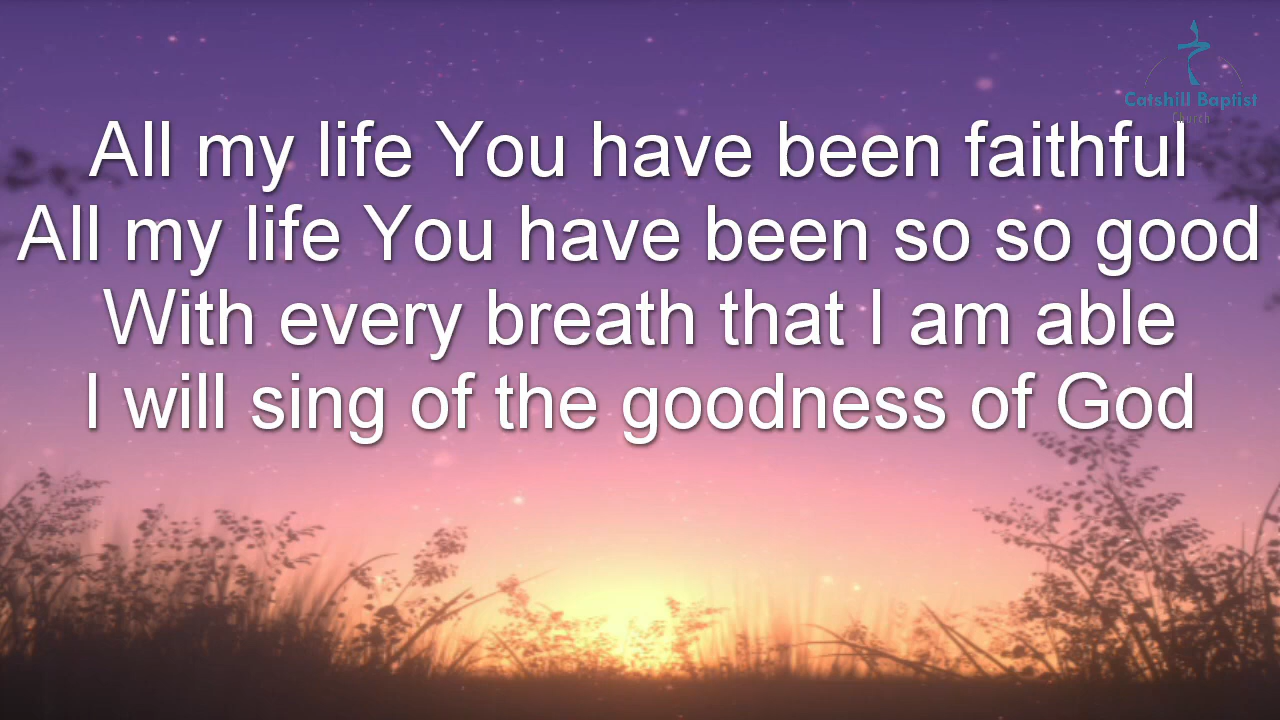 Catshill Baptist
Church
All my life You have been faithful
All my life You have been so so good
With every breath that I am able
I will sing of the goodness of God